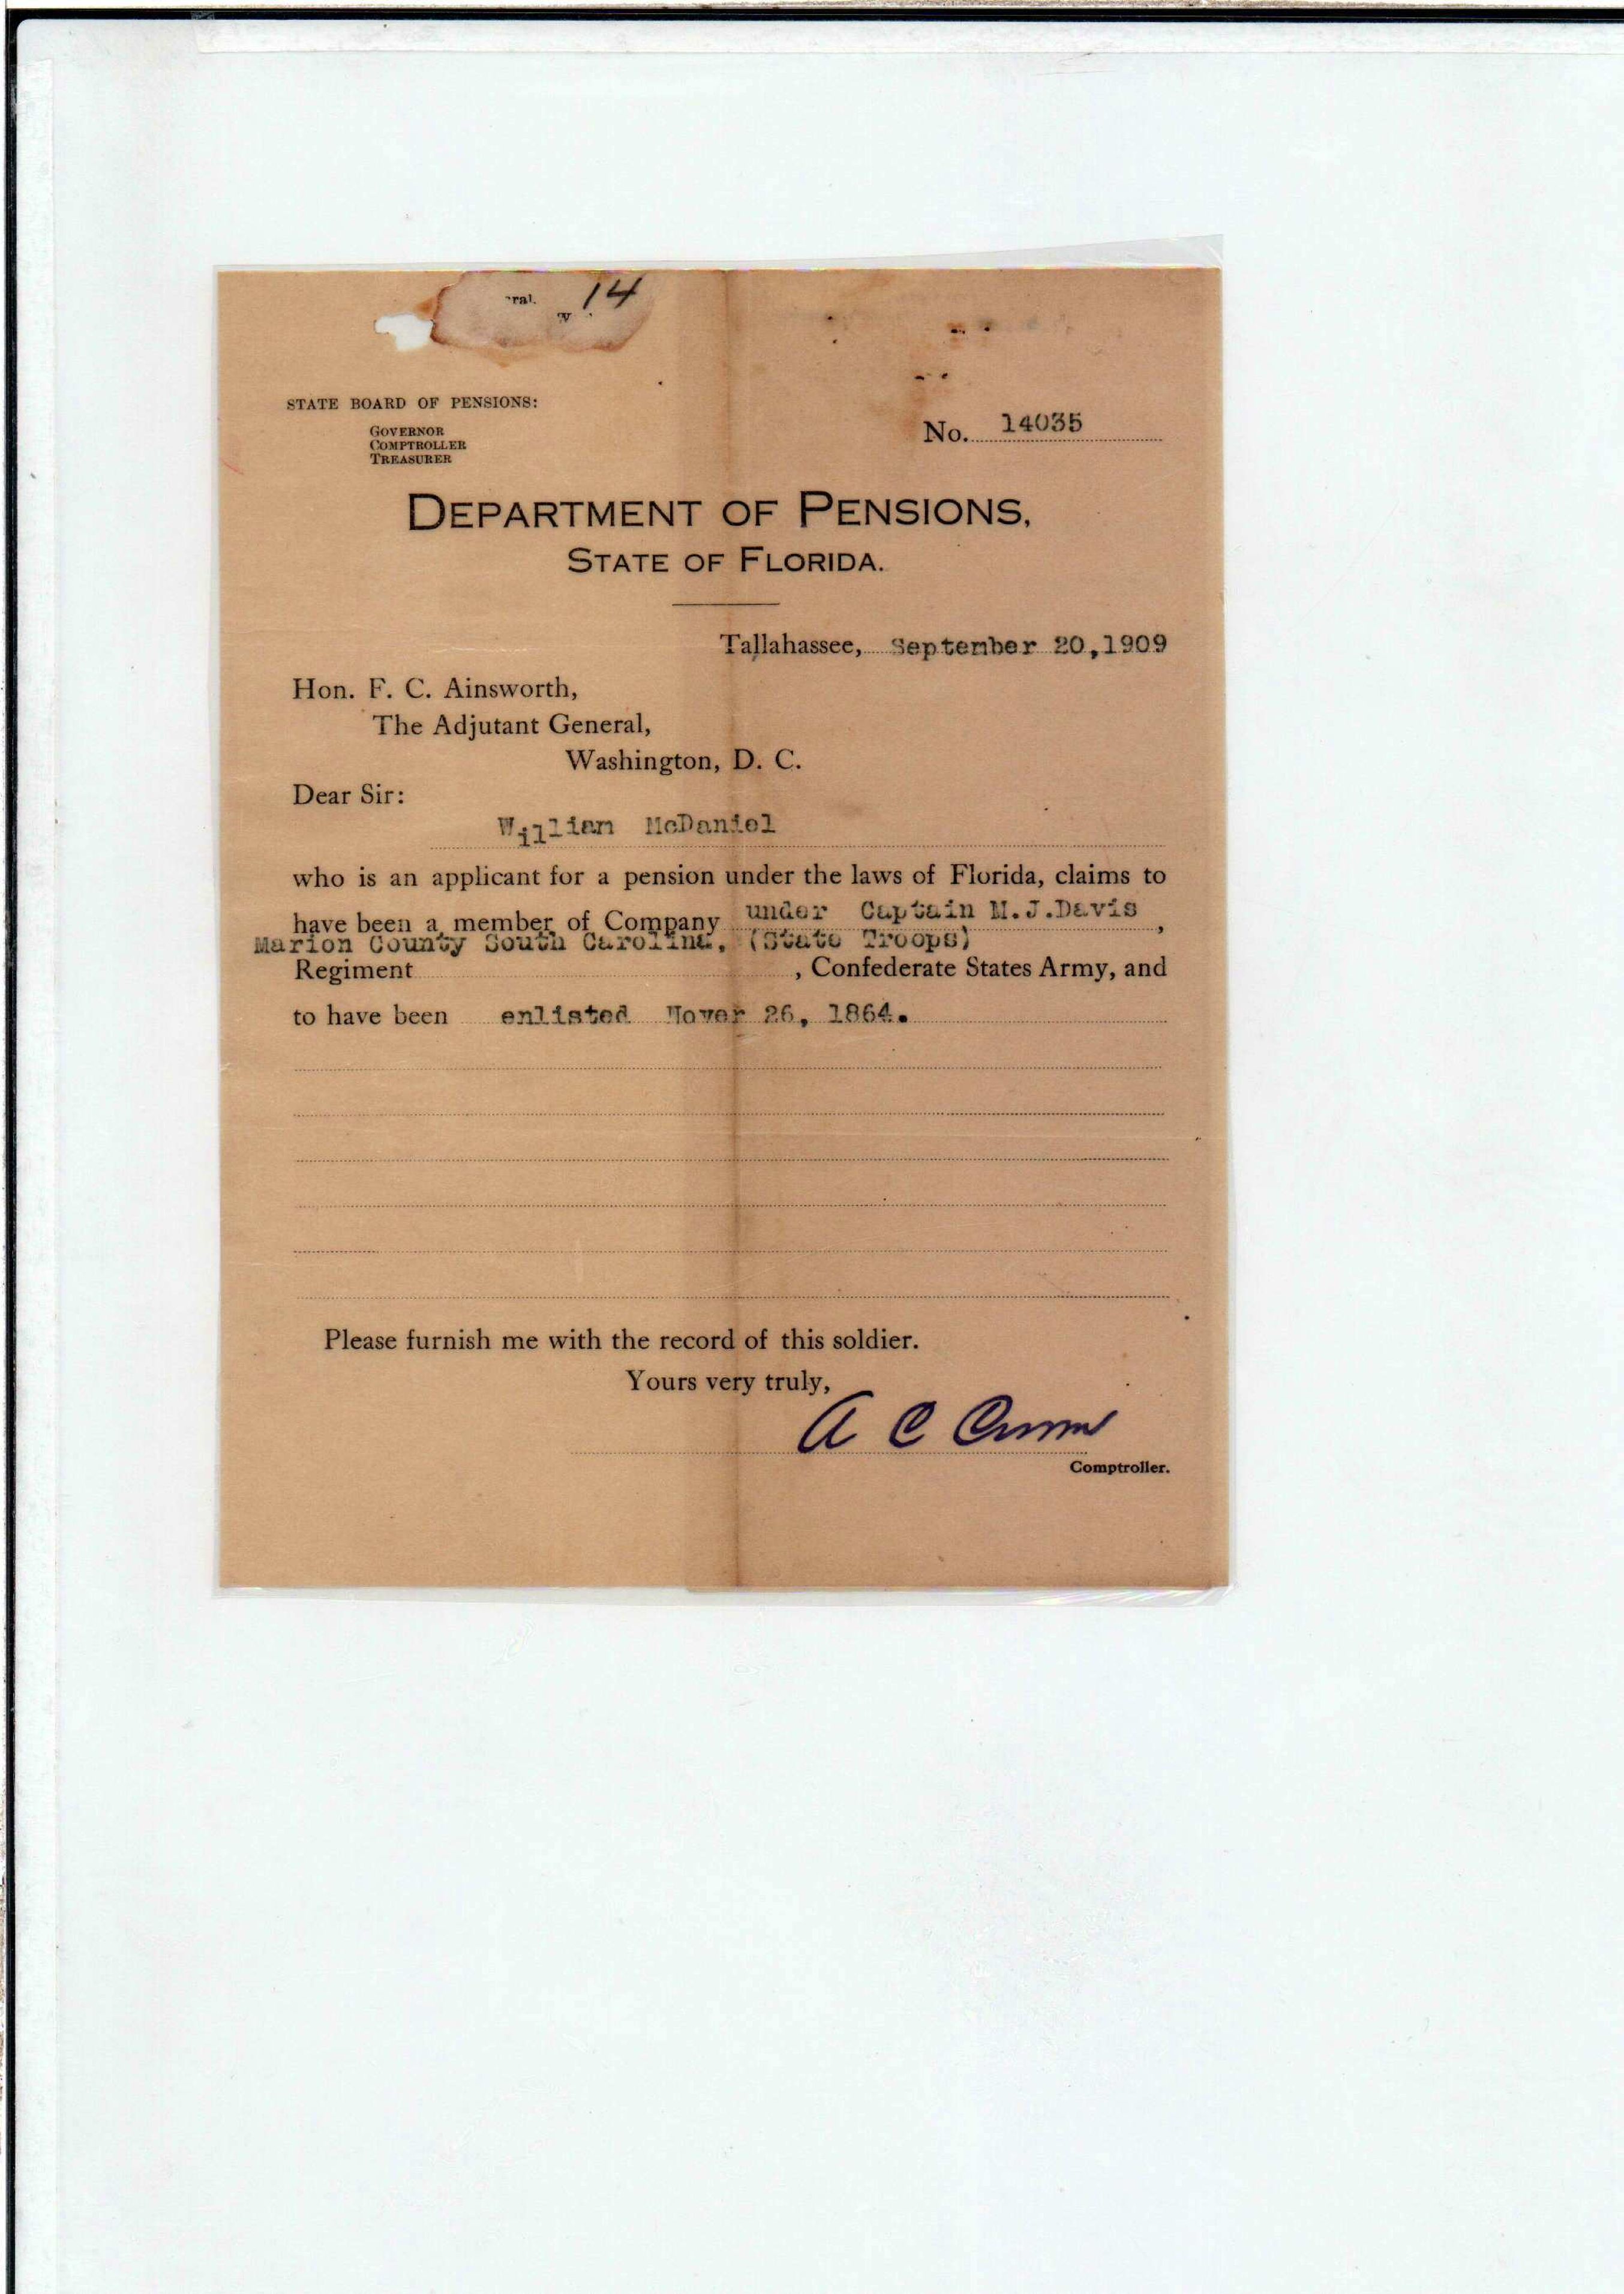 14
STATE BOARD OF PENSIONS:
GOVERNOR
COMPTROLLER
TREASURER
No. 14035
DEPARTMENT OF PENSIONS,
STATE OF FLORIDA.
Tallahassee, September 20,1909
Hon. F. C. Ainsworth,
The Adjutant General,
Washington, D. C.
Dear Sir:
William McDaniel
who is an applicant for a pension under the laws of Florida, claims to
have been a member of Company under Captain M.J.Davis,
Marion County South Carolina, (State Troops)
Regiment , Confederate States Army, and
to have been enlisted Nover 26, 1864.
Please furnish me with the record of this soldier.
Yours very truly,
A C
Comptroller.